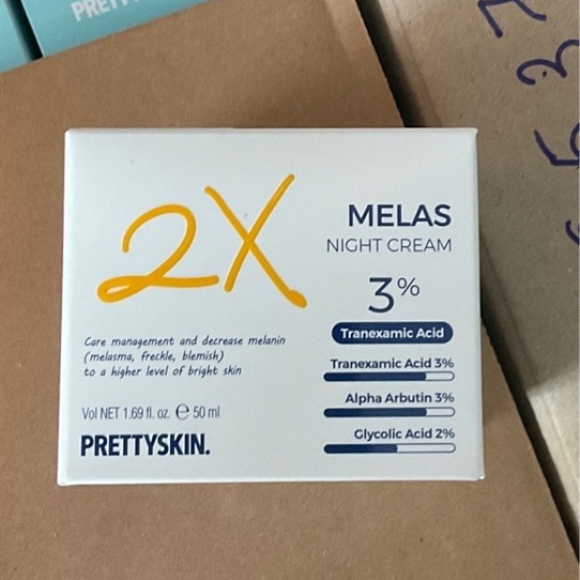 PRETTY
2X
MELAS
NIGHT CREAM
3%
Tranexamic Acid
Tranexamic Acid 3%
Alpha Arbutin 3%
Glycolic Acid 2%
Care management and decrease melanin
(melasma, freckle, blemish)
to a higher level of bright skin
Vol NET 1.69 fl. oz. ℮ 50 ml
PRETTYSKIN.